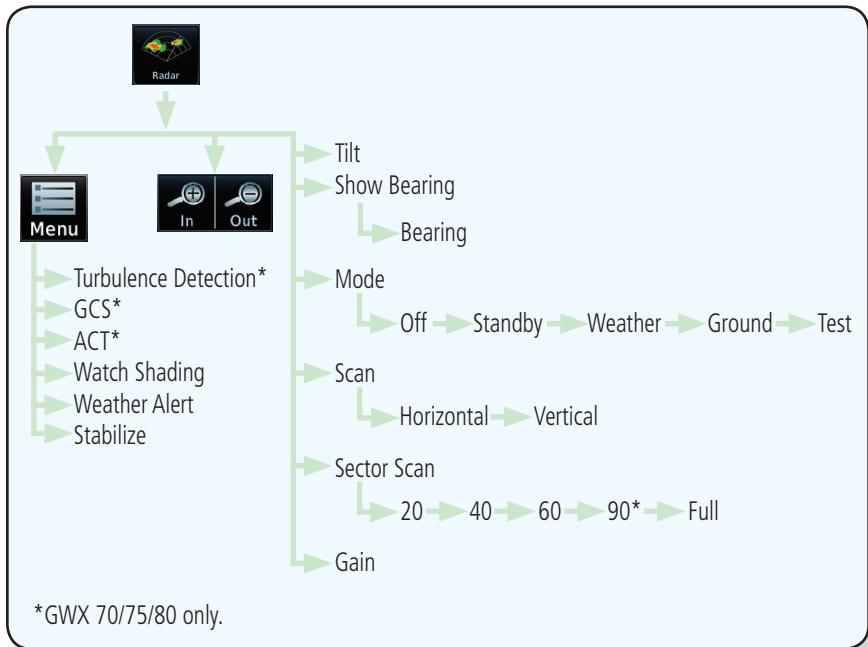 Radar
Menu
In Out
Turbulence Detection*
GCS*
ACT*
Watch Shading
Weather Alert
Stabilize
Tilt
Show Bearing
Bearing
Mode
Off Standby Weather Ground Test
Scan
Horizontal Vertical
Sector Scan
20 40 60 90* Full
Gain
*GWX 70/75/80 only.